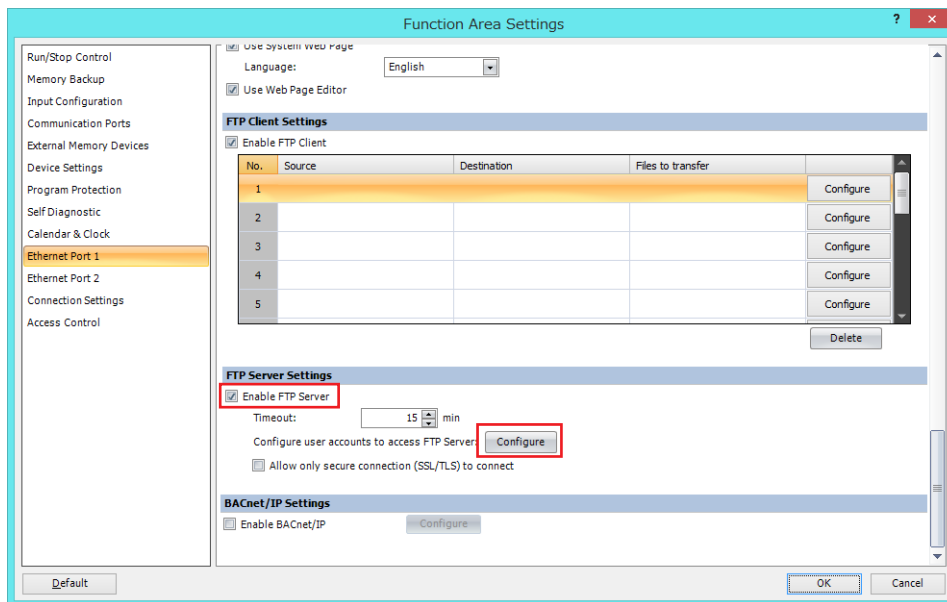 Function Area Settings
?
Run/Stop Control
Memory Backup
Input Configuration
Communication Ports
External Memory Devices
Device Settings
Program Protection
Self Diagnostic
Calendar & Clock
Ethernet Port 1
Ethernet Port 2
Connection Settings
Access Control
Use System Web Page
Language: English
Use Web Page Editor
FTP Client Settings
Enable FTP Client
No. Source Destination Files to transfer
1 Configure
2 Configure
3 Configure
4 Configure
5 Configure
Delete
FTP Server Settings
Enable FTP Server
Timeout: 15 min
Configure user accounts to access FTP Server: Configure
Allow only secure connection (SSL/TLS) to connect
BACnet/IP Settings
Enable BACnet/IP Configure
Default OK Cancel